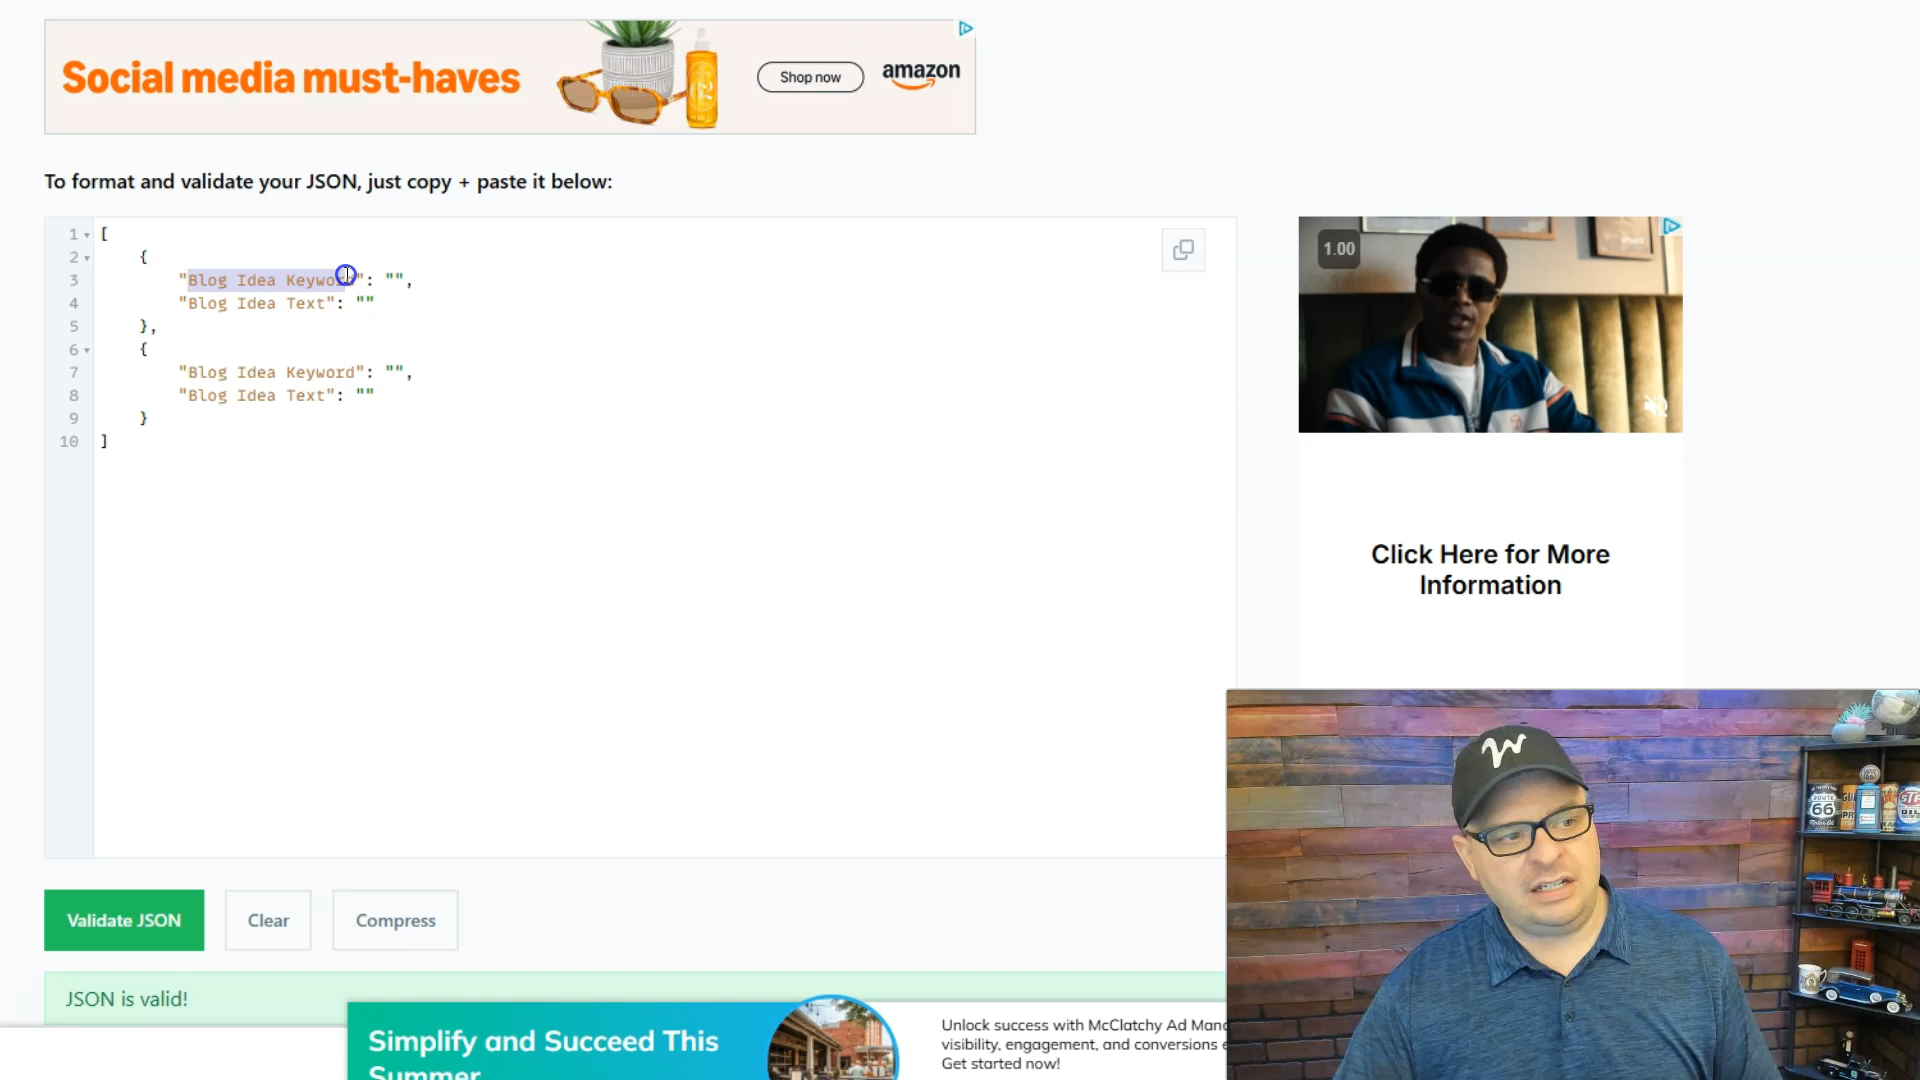 Social media must-haves
Shop now
amazon
To format and validate your JSON, just copy + paste it below:
1 [
2 {
3 "Blog Idea Keyword": "",
4 "Blog Idea Text": ""
5 },
6 {
7 "Blog Idea Keyword": "",
8 "Blog Idea Text": ""
9 }
10 ]
1.00
Click Here for More
Information
Validate JSON
Clear
Compress
JSON is valid!
Simplify and Succeed This
Summer
Unlock success with McClatchy Ad
visibility, engagement, and conversions
Get started now!
ROUTE
66